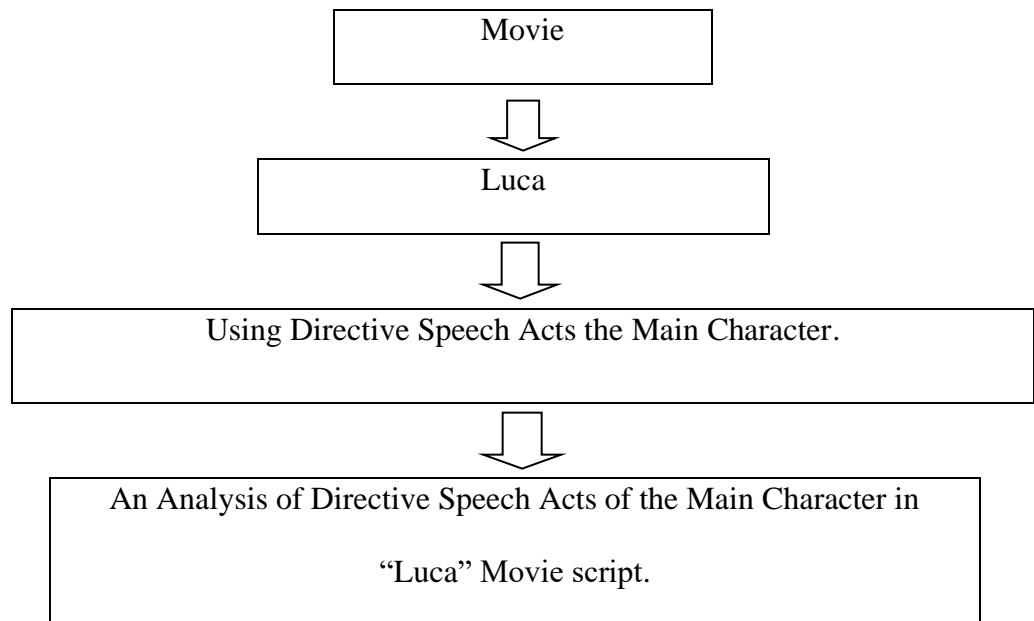 Movie
Luca
Using Directive Speech Acts the Main Character.
An Analysis of Directive Speech Acts of the Main Character in
“Luca” Movie script.